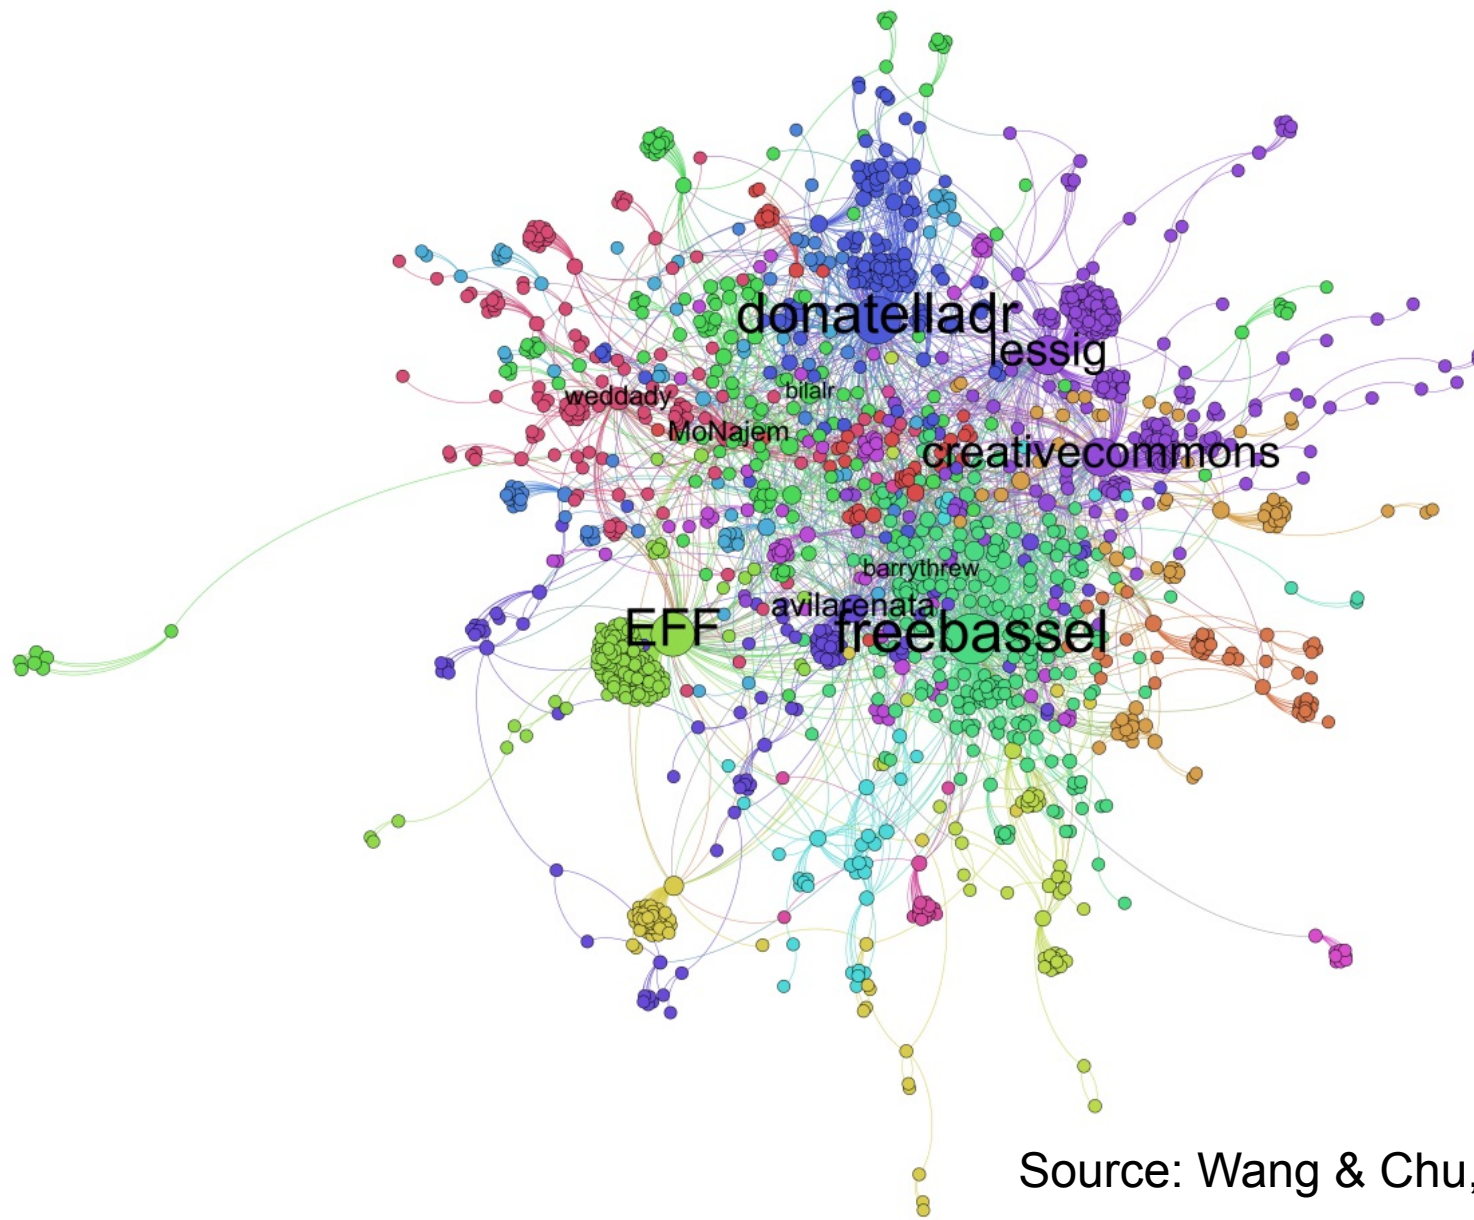 donatelladr
lessig
weddady
bilalr
MoNajem
creativecommons
barrythrew
avilarenata
EFF
freebassel
Source: Wang & Chu,